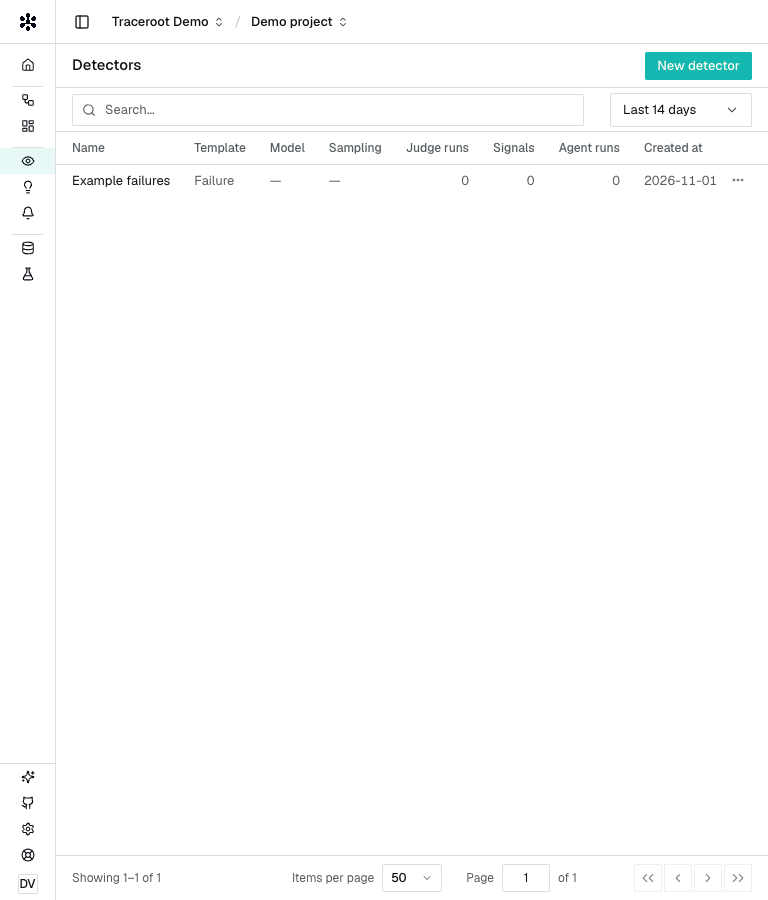 Traceroot Demo / Demo project
Detectors
New detector
Search...
Last 14 days
Name Template Model Sampling Judge runs Signals Agent runs Created at
Example failures Failure — — 0 0 0 2026-11-01
Showing 1–1 of 1 Items per page 50 Page 1 of 1
DV